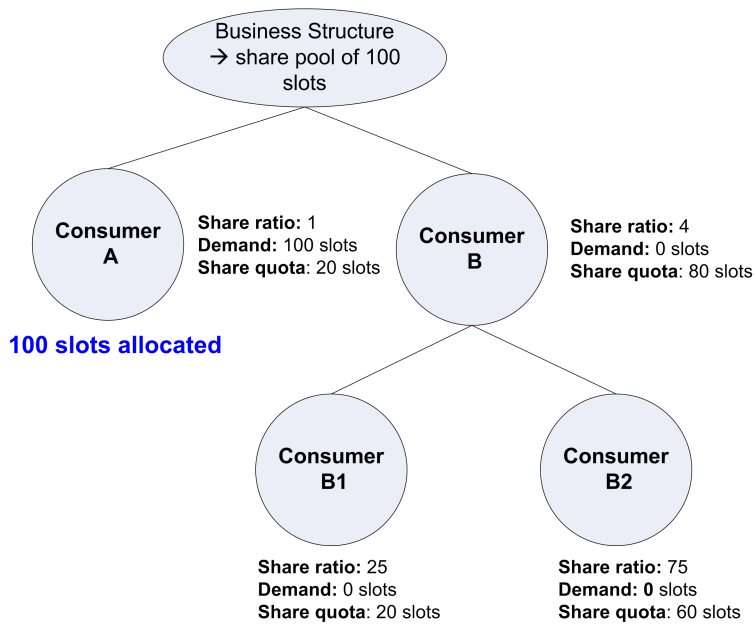 Business Structure
→ share pool of 100
slots
Consumer
A
Share ratio: 1
Demand: 100 slots
Share quota: 20 slots
Consumer
B
Share ratio: 4
Demand: 0 slots
Share quota: 80 slots
100 slots allocated
Consumer
B1
Consumer
B2
Share ratio: 25
Demand: 0 slots
Share quota: 20 slots
Share ratio: 75
Demand: 0 slots
Share quota: 60 slots